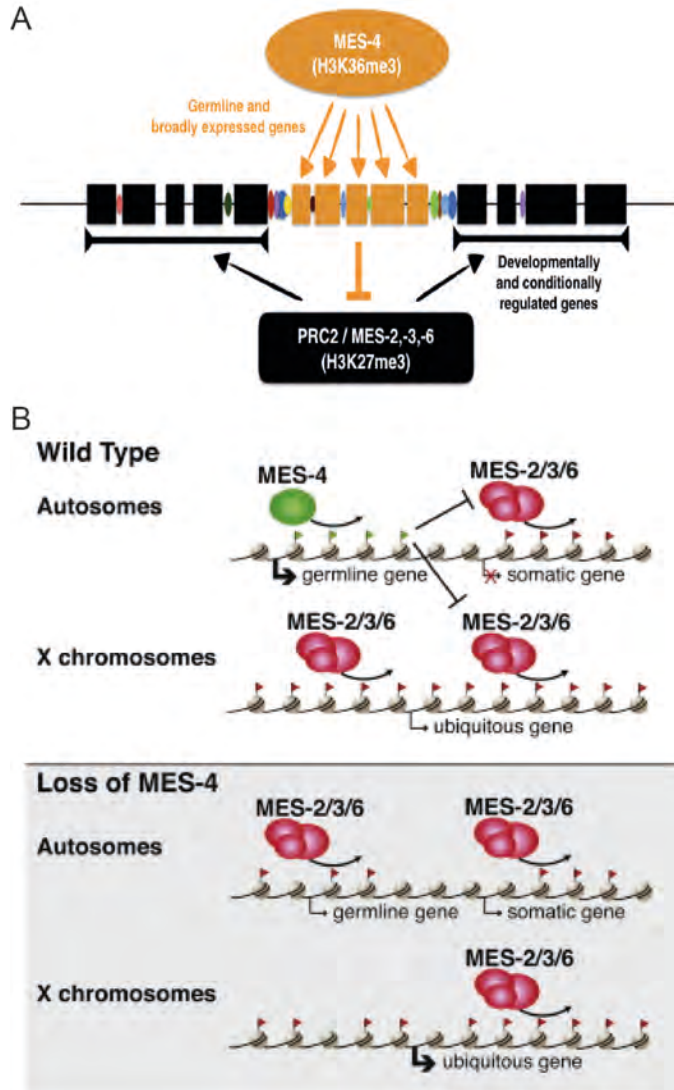 A
MES-4
(H3K36me3)
Germline and
broadly expressed genes
Developmentally
and conditionally
regulated genes
PRC2 / MES-2,-3,-6
(H3K27me3)
B
Wild Type
MES-4
MES-2/3/6
Autosomes
germline gene
somatic gene
MES-2/3/6
MES-2/3/6
X chromosomes
ubiquitous gene
Loss of MES-4
MES-2/3/6
MES-2/3/6
Autosomes
germline gene
somatic gene
MES-2/3/6
X chromosomes
ubiquitous gene